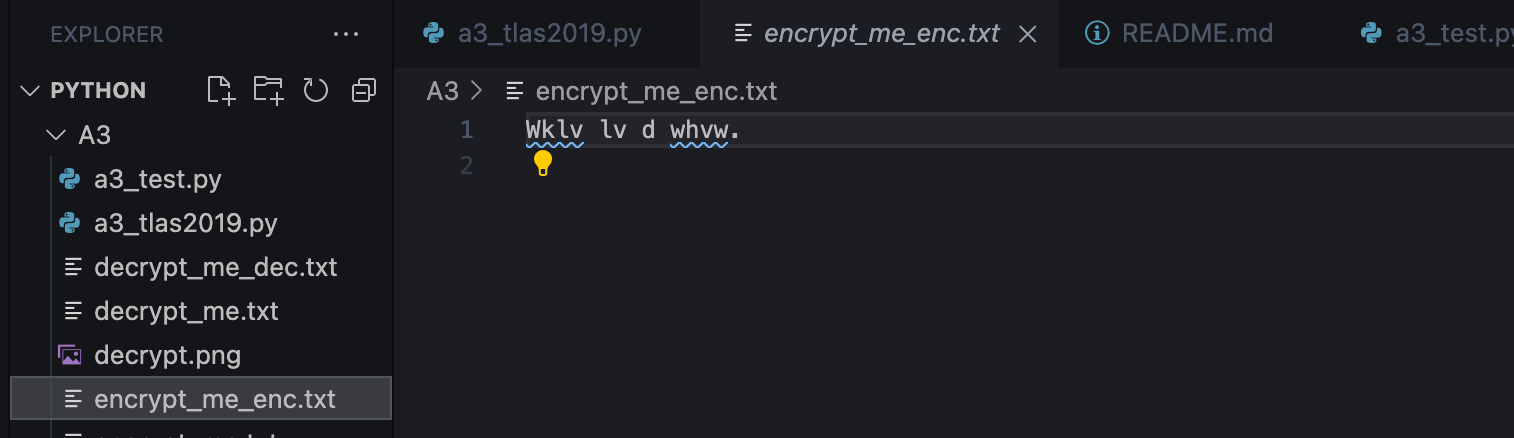 EXPLORER ...
a3_tlas2019.py encrypt_me_enc.txt README.md a3_test.py
PYTHON
A3 > encrypt_me_enc.txt
1 Wklv lv d whvw.
2
A3
a3_test.py
a3_tlas2019.py
decrypt_me_dec.txt
decrypt_me.txt
decrypt.png
encrypt_me_enc.txt